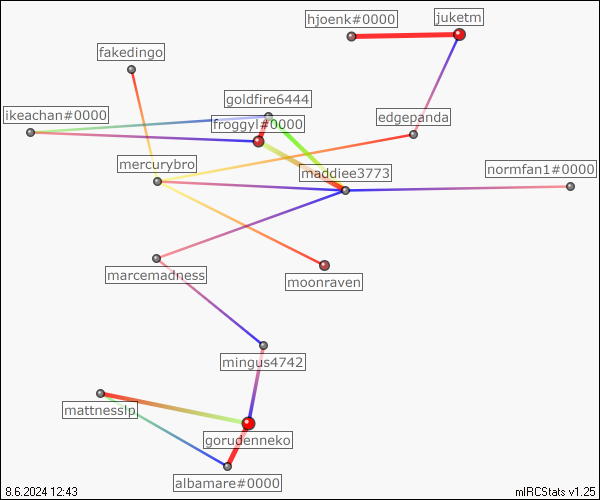 hjoenk#0000
juketm
fakedingo
goldfire6444
ikeachan#0000
froggyl#0000
edgepanda
mercurybro
maddiee3773
normfan1#0000
marcemadness
moonraven
mingus4742
mattnesslp
gorudenneko
albamare#0000
8.6.2024 12:43
mIRCStats v1.25